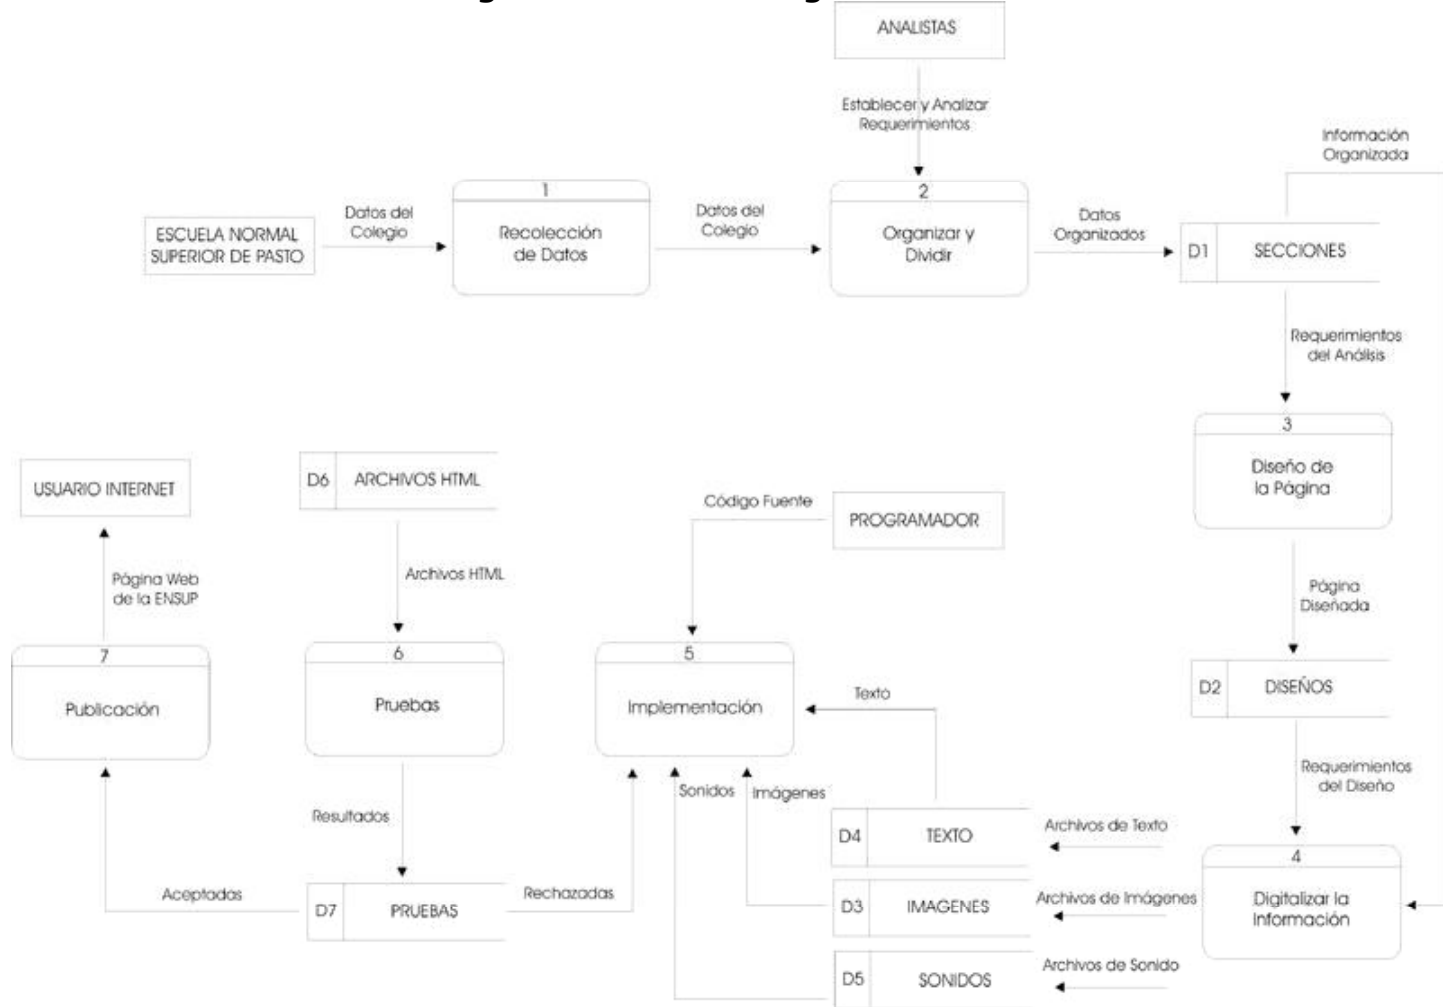 ANALISTAS
Establecer y Analizar
Requerimientos
Información
Organizada
1
Recolección
de Datos
2
Organizar y
Dividir
ESCUELA NORMAL
SUPERIOR DE PASTO
Datos del
Colegio
Datos del
Colegio
Datos
Organizados
D1 SECCIONES
Requerimientos
del Análisis
3
Diseño de
la Página
USUARIO INTERNET
D6 ARCHIVOS HTML
Código Fuente
PROGRAMADOR
Página Web
de la ENSUP
Archivos HTML
Página
Diseñada
7
Publicación
6
Pruebas
5
Implementación
Texto
D2 DISEÑOS
Requerimientos
del Diseño
Sonidos
Imágenes
Resultados
D4 TEXTO
Archivos de Texto
4
Digitalizar la
Información
Aceptadas
D7 PRUEBAS
Rechazadas
D3 IMAGENES
Archivos de Imágenes
D5 SONIDOS
Archivos de Sonido